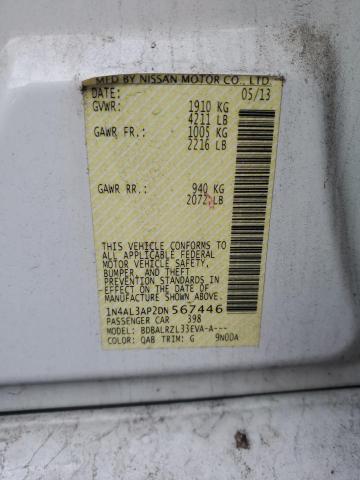 MFD BY NISSAN MOTOR CO., LTD.
DATE: 05/13
GVWR: 1910 KG
4211 LB
GAWR FR: 1005 KG
2216 LB
GAWR RR: 940 KG
2072 LB
THIS VEHICLE CONFORMS TO
ALL APPLICABLE FEDERAL
MOTOR VEHICLE SAFETY,
BUMPER, AND THEFT
PREVENTION STANDARDS
IN EFFECT ON THE DATE OF
MANUFACTURE SHOWN ABOVE.
1N4AL3AP2DN 567446
PASSENGER CAR 398
MODEL: BDBALRZL33EVA-A---
COLOR: QAB TRIM: G 9N00A